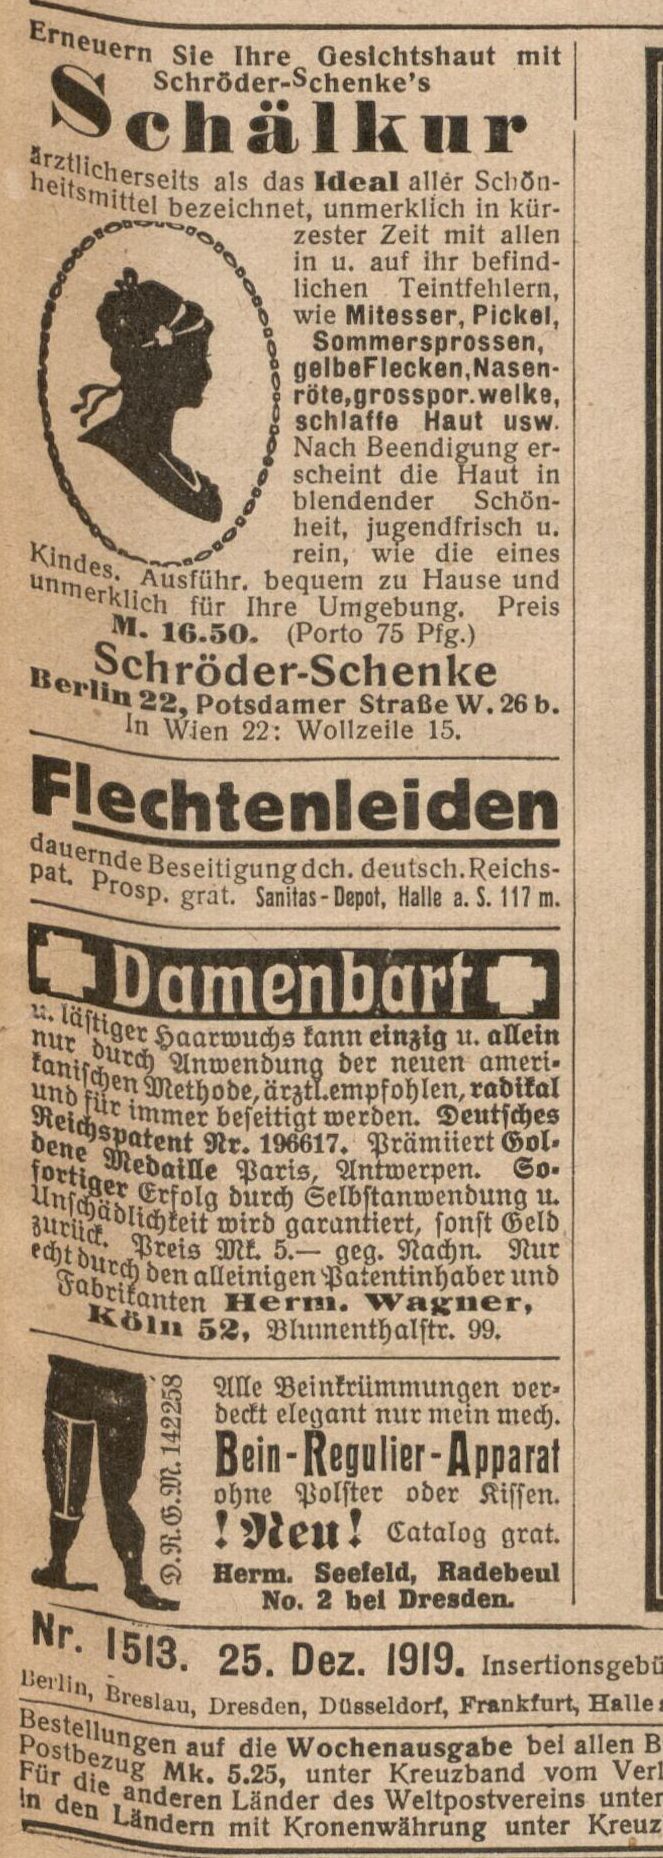 Erneuern Sie Ihre Gesichtshaut mit
Schröder-Schenke's
Schälkur
ärztlicherseits als das Ideal aller Schön-
heitsmittel bezeichnet, unmerklich in kür-
zester Zeit mit allen
in u. auf ihr befind-
lichen Teintfehlern,
wie Mitesser, Pickel,
Sommersprossen,
gelbe Flecken, Nasen-
röte, grosspor. welke,
schlaffe Haut usw.
Nach Beendigung er-
scheint die Haut in
blendender Schön-
heit, jugendfrisch u.
rein, wie die eines
Kindes. Ausführ. bequem zu Hause und
unmerklich für Ihre Umgebung. Preis
M. 16.50. (Porto 75 Pfg.)
Schröder-Schenke
Berlin 22, Potsdamer Straße W. 26 b.
In Wien 22: Wollzeile 15.
Flechtenleiden
dauernde Beseitigung dch. deutsch. Reichs-
pat. Prosp. grat. Sanitas-Depot, Halle a. S. 117 m.
Damenbart
u. lästiger Haarwuchs kann einzig u. allein
nur durch Anwendung der neuen ameri-
kanischen Methode, ärztl. empfohlen, radikal
und für immer beseitigt werden. Deutsches
Reichspatent Nr. 196617. Prämiiert Gol-
dene Medaille Paris, Antwerpen. So-
fortiger Erfolg durch Selbstanwendung u.
Unschädlichkeit wird garantiert, sonst Geld
zurück. Preis Mk. 5.— geg. Nachn. Nur
echt durch den alleinigen Patentinhaber und
Fabrikanten Herm. Wagner,
Köln 52, Blumenthalstr. 99.
D.R.G.M. 142258
Alle Beinkrümmungen ver-
deckt elegant nur mein mech.
Bein-Regulier-Apparat
ohne Polster oder Kissen.
! Neu ! Catalog grat.
Herm. Seefeld, Radebeul
No. 2 bei Dresden.
Nr. 1513. 25. Dez. 1919. Insertionsgebü
Berlin, Breslau, Dresden, Düsseldorf, Frankfurt, Halle
Bestellungen auf die Wochenausgabe bei allen B
Postbezug Mk. 5.25, unter Kreuzband vom Verl
Für die anderen Länder des Weltpostvereins unter
in den Ländern mit Kronenwährung unter Kreuz